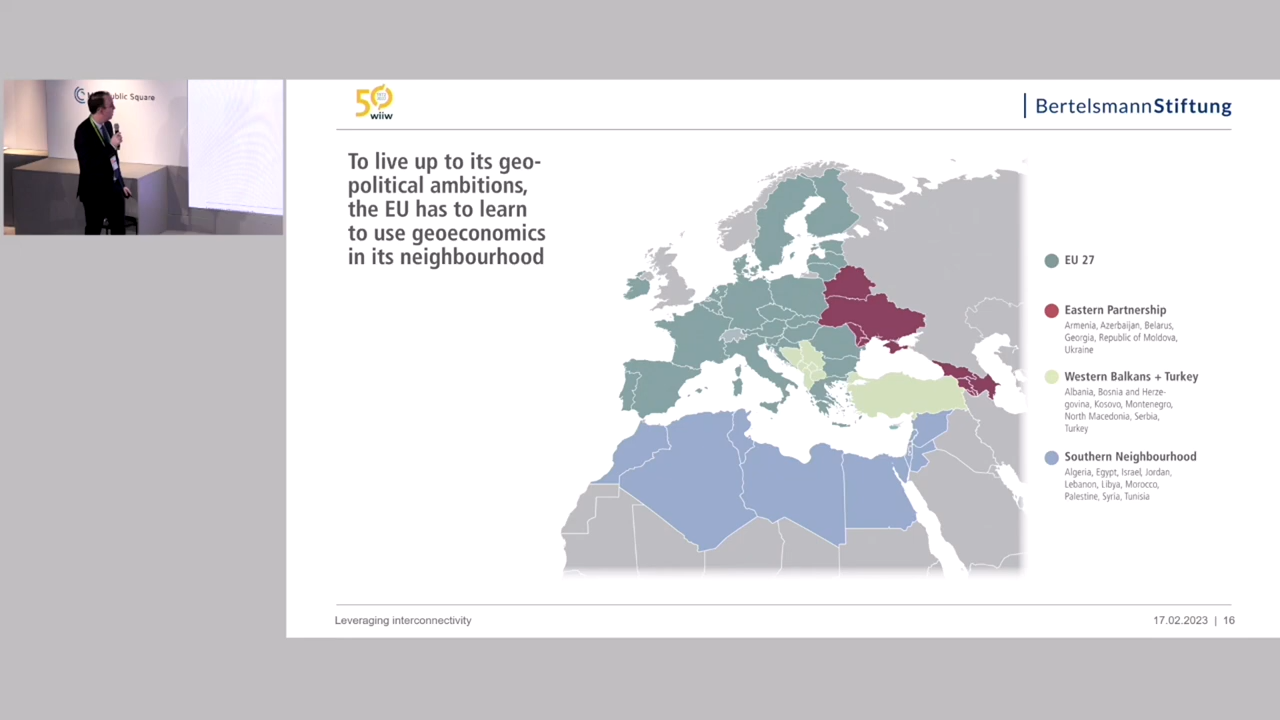 ublic Square
50
wiiw
BertelsmannStiftung
To live up to its geo-
political ambitions,
the EU has to learn
to use geoeconomics
in its neighbourhood
EU 27
Eastern Partnership
Armenia, Azerbaijan, Belarus,
Georgia, Republic of Moldova,
Ukraine
Western Balkans + Turkey
Albania, Bosnia and Herze-
govina, Kosovo, Montenegro,
North Macedonia, Serbia,
Turkey
Southern Neighbourhood
Algeria, Egypt, Israel, Jordan,
Lebanon, Libya, Morocco,
Palestine, Syria, Tunisia
Leveraging interconnectivity
17.02.2023 | 16